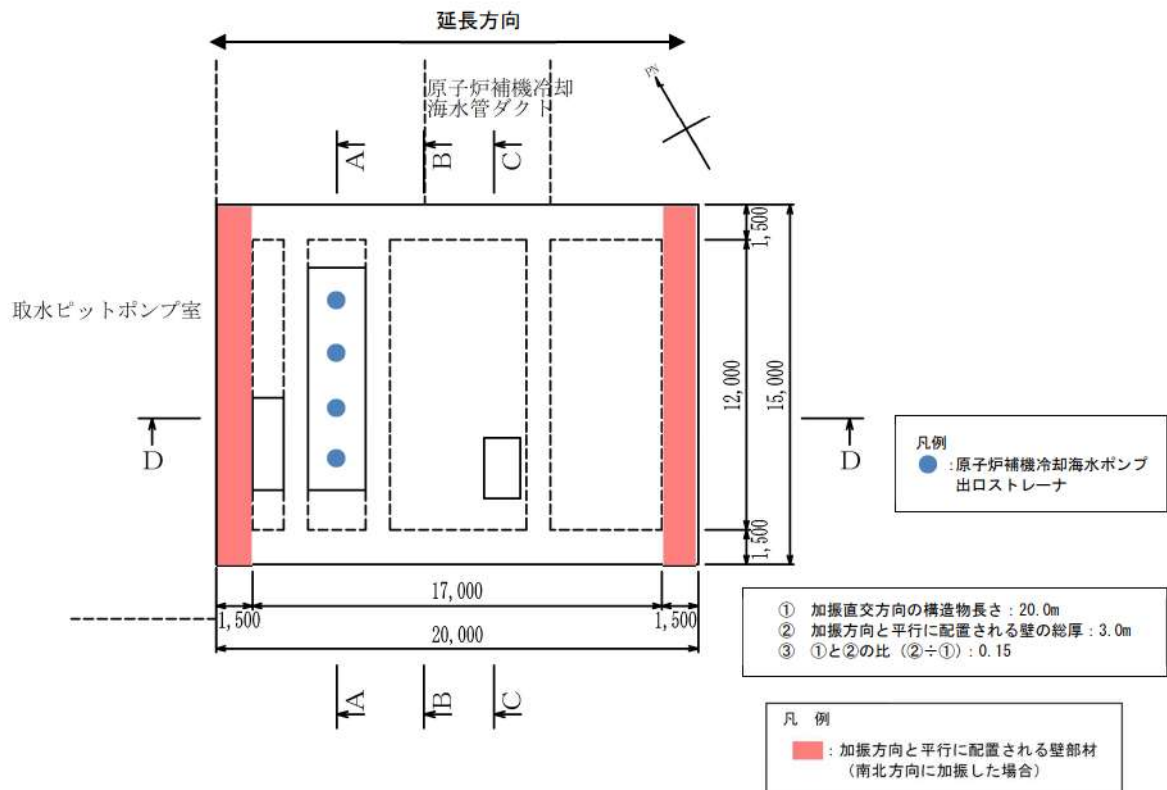 延長方向
原子炉補機冷却
海水管ダクト
A
B
C
取水ピットポンプ室
1,500
12,000
15,000
1,500
D
D
凡例
:原子炉補機冷却海水ポンプ
出口ストレーナ
17,000
1,500
1,500
20,000
① 加振直交方向の構造物長さ:20.0m
② 加振方向と平行に配置される壁の総厚:3.0m
③ ①と②の比(②÷①):0.15
A
B
C
凡 例
:加振方向と平行に配置される壁部材
(南北方向に加振した場合)